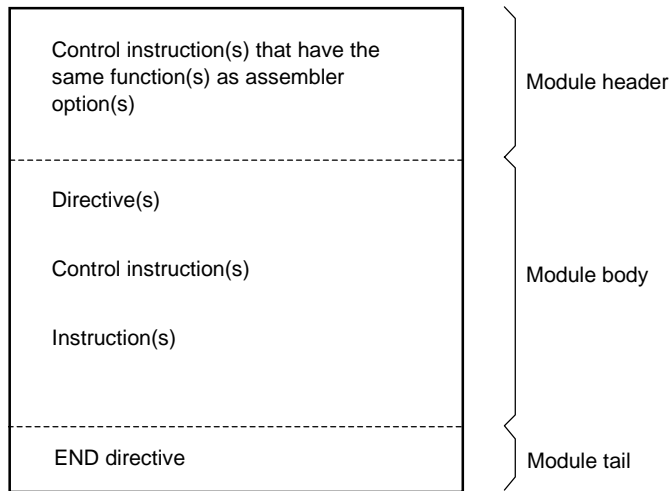 Control instruction(s) that have the
same function(s) as assembler
option(s)
Module header
Directive(s)
Control instruction(s)
Module body
Instruction(s)
END directive
Module tail